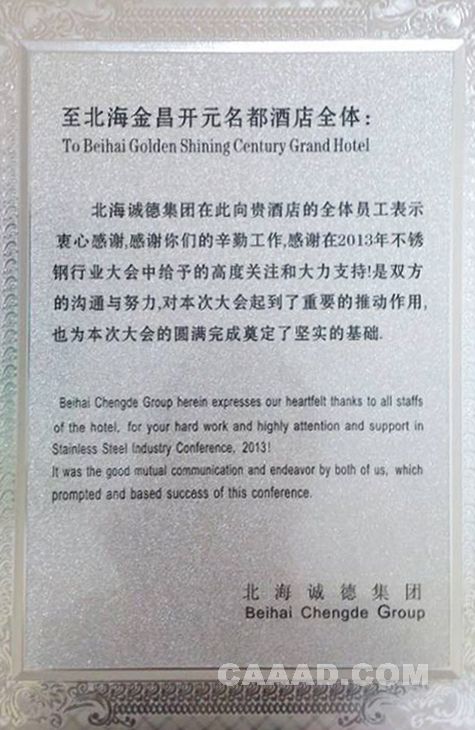 至北海金昌开元名都酒店全体：
To Beihai Golden Shining Century Grand Hotel
北海诚德集团在此向贵酒店的全体员工表示
衷心感谢,感谢你们的辛勤工作,感谢在2013年不锈
钢行业大会中给予的高度关注和大力支持!是双方
的沟通与努力,对本次大会起到了重要的推动作用,
也为本次大会的圆满完成奠定了坚实的基础.
Beihai Chengde Group herein expresses our heartfelt thanks to all staffs
of the hotel, for your hard work and highly attention and support in
Stainless Steel Industry Conference, 2013!
It was the good mutual communication and endeavor by both of us, which
prompted and based success of this conference.
北海诚德集团
Beihai Chengde Group
CAAAD.COM